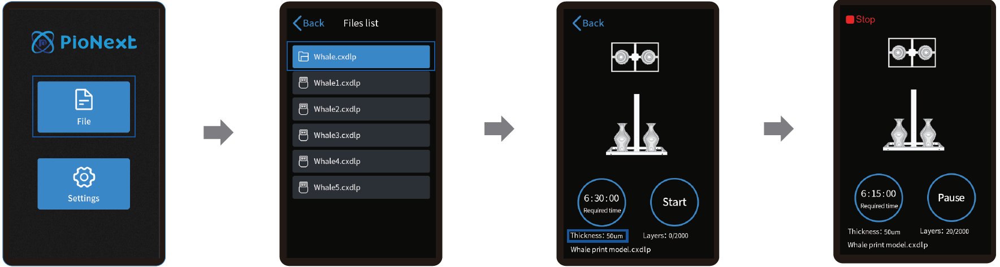 PioNext
File
Settings
Back Files list
Whale.cxdlp
Whale1.cxdlp
Whale2.cxdlp
Whale3.cxdlp
Whale4.cxdlp
Whale5.cxdlp
Back
6:30:00
Required time
Start
Thickness: 50um Layers: 0/2000
Whale print model.cxdlp
Stop
6:15:00
Required time
Pause
Thickness: 50um Layers: 20/2000
Whale print model.cxdlp